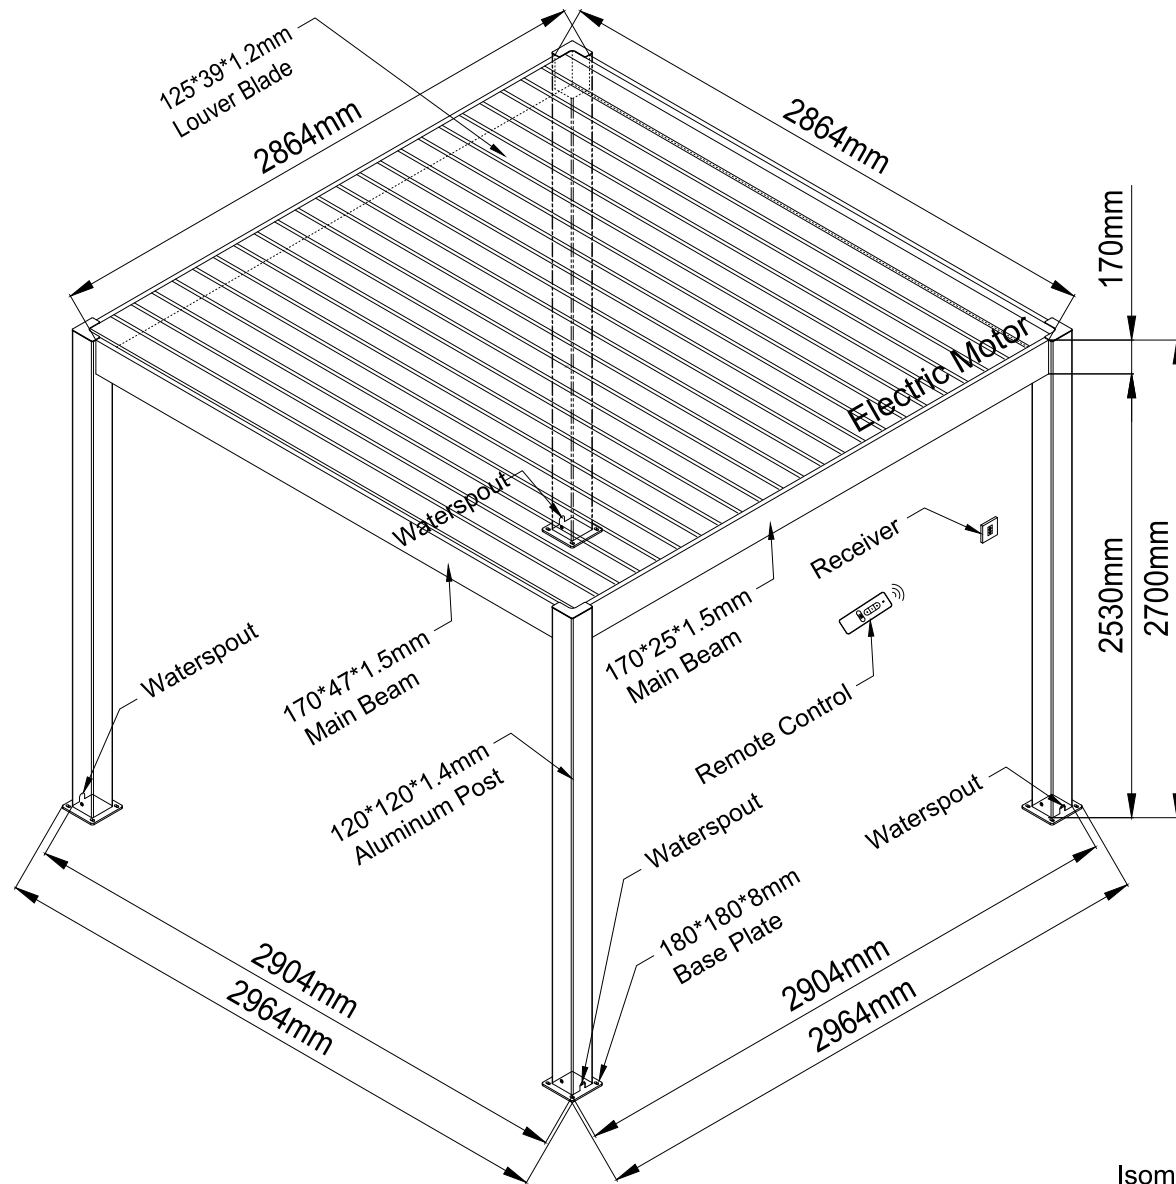 125*39*1.2mm
Louver Blade
2864mm
2864mm
170mm
Electric Motor
Waterspout
Receiver
2530mm
2700mm
Waterspout
170*47*1.5mm
Main Beam
170*25*1.5mm
Main Beam
Remote Control
120*120*1.4mm
Aluminum Post
Waterspout
Waterspout
180*180*8mm
Base Plate
2904mm
2964mm
2904mm
2964mm
Isom